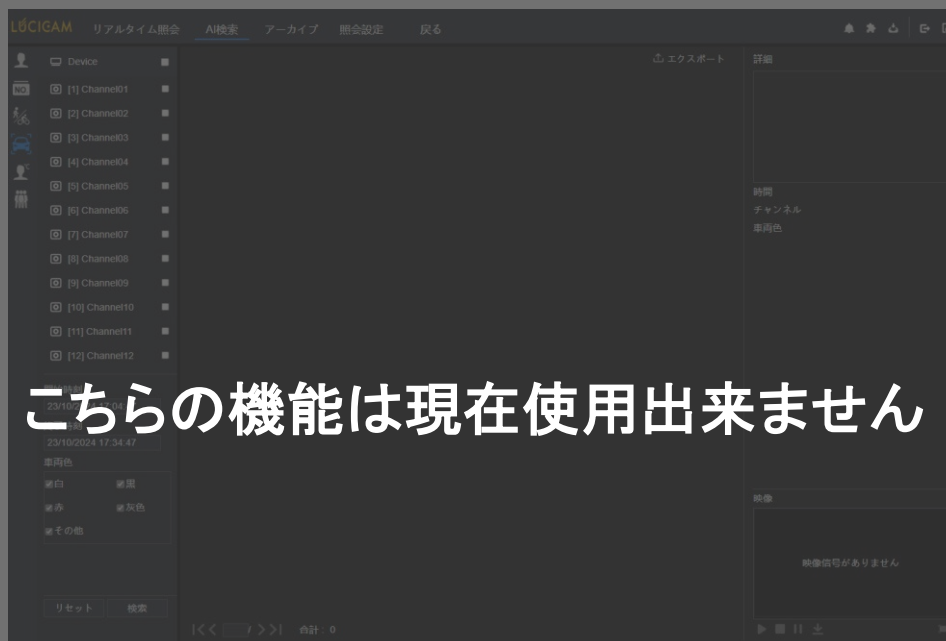 LUCICAM
リアルタイム照会 AI検索 アーカイブ 照会設定 戻る
エクスポート
NO.
Device
[1] Channel01
[2] Channel02
[3] Channel03
[4] Channel04
[5] Channel05
[6] Channel06
[7] Channel07
[8] Channel08
[9] Channel09
[10] Channel10
[11] Channel11
[12] Channel12
こちらの機能は現在使用出来ません
23/10/2024 17:34:47
車両色
白 黒
赤 灰色
その他
リセット 検索
合計：0
詳細
時間
チャンネル
車両色
映像
映像信号がありません